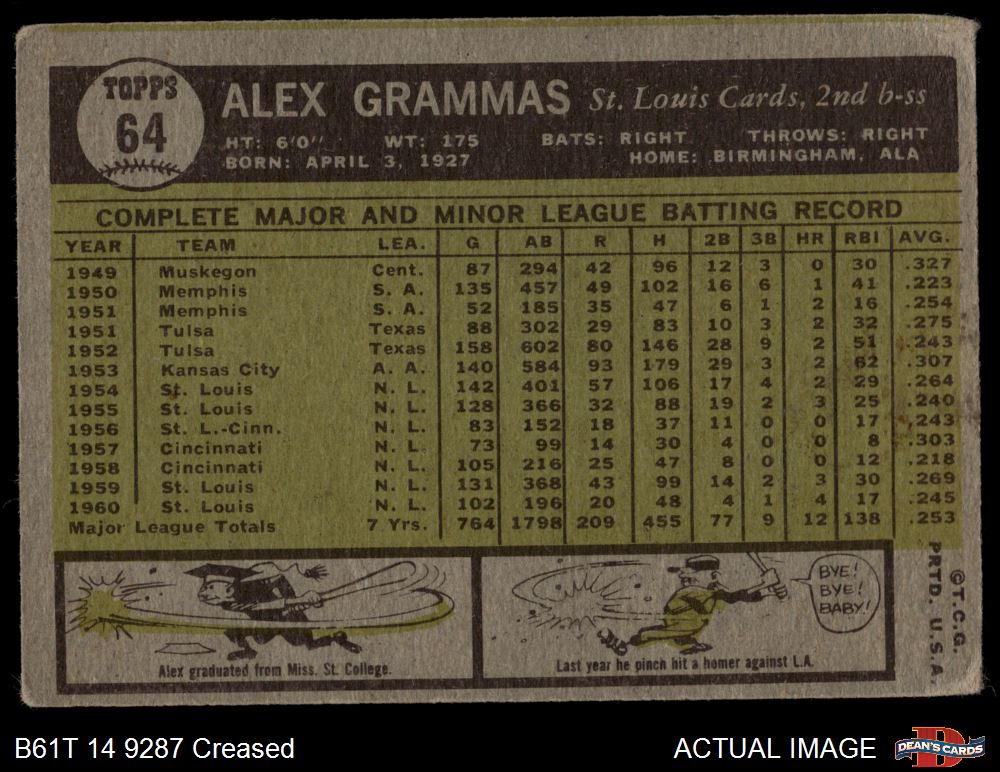 TOPPS
64
ALEX GRAMMAS St. Louis Cards, 2nd b-ss
HT: 6'0" WT: 175 BATS: RIGHT THROWS: RIGHT
BORN: APRIL 3, 1927 HOME: BIRMINGHAM, ALA
COMPLETE MAJOR AND MINOR LEAGUE BATTING RECORD
YEAR TEAM LEA. G AB R H 2B 3B HR RBI AVG.
1949 Muskegon Cent. 87 294 42 96 12 3 0 30 .327
1950 Memphis S. A. 135 457 49 102 16 6 1 41 .223
1951 Memphis S. A. 52 185 35 47 6 1 2 16 .254
1951 Tulsa Texas 88 302 29 83 10 3 2 32 .275
1952 Tulsa Texas 158 602 80 146 28 9 2 51 .243
1953 Kansas City A. A. 140 584 93 179 29 3 2 62 .307
1954 St. Louis N. L. 142 401 57 106 17 4 2 29 .264
1955 St. Louis N. L. 128 366 32 88 19 2 3 25 .240
1956 St. L.-Cinn. N. L. 83 152 18 37 11 0 0 17 .243
1957 Cincinnati N. L. 73 99 14 30 4 0 0 8 .303
1958 Cincinnati N. L. 105 216 25 47 8 0 0 12 .218
1959 St. Louis N. L. 131 368 43 99 14 2 3 30 .269
1960 St. Louis N. L. 102 196 20 48 4 1 4 17 .245
Major League Totals 7 Yrs. 764 1798 209 455 77 9 12 138 .253
Alex graduated from Miss. St. College.
BYE!
BYE!
BABY!
Last year he pinch hit a homer against L.A.
©T.C.G.
PRTD. U.S.A.
B61T 14 9287 Creased
ACTUAL IMAGE
DEAN'S CARDS